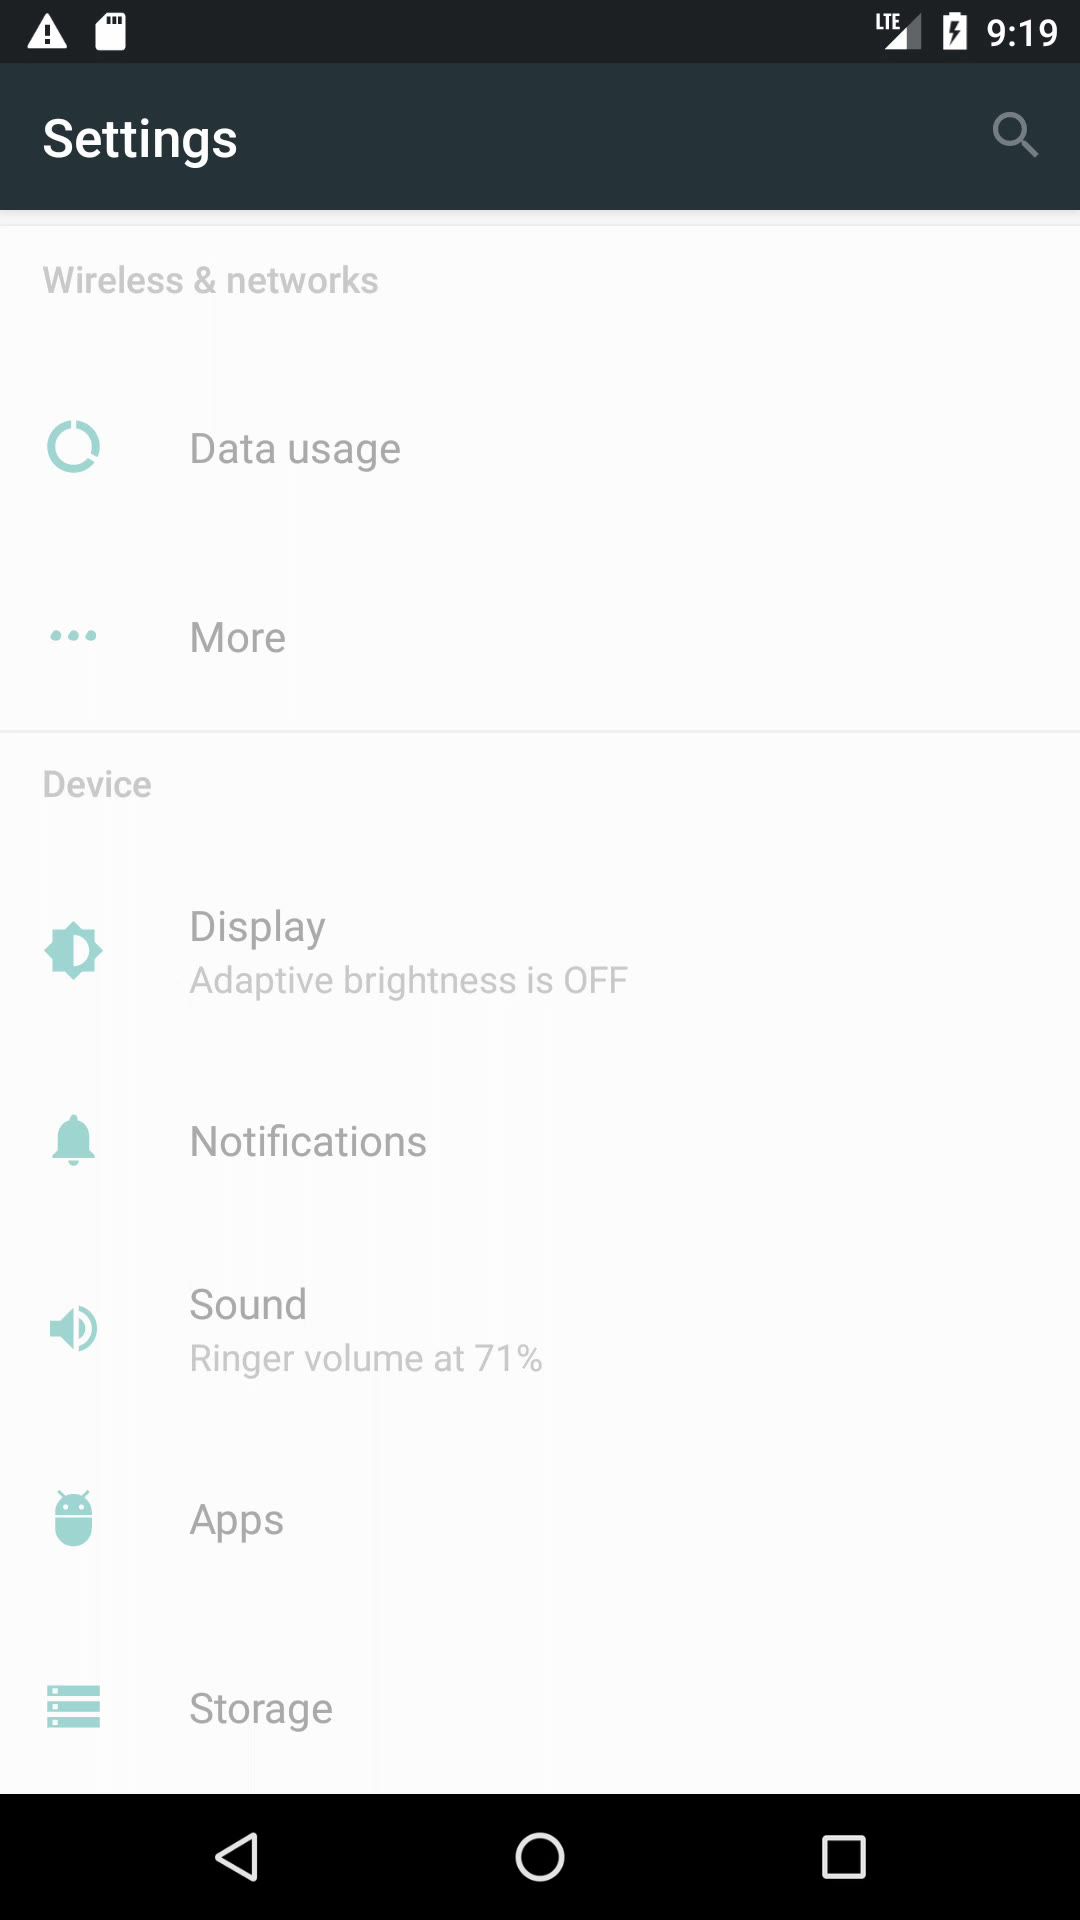 LTE 9:19
Settings
Wireless & networks
Data usage
More
Device
Display
Adaptive brightness is OFF
Notifications
Sound
Ringer volume at 71%
Apps
Storage